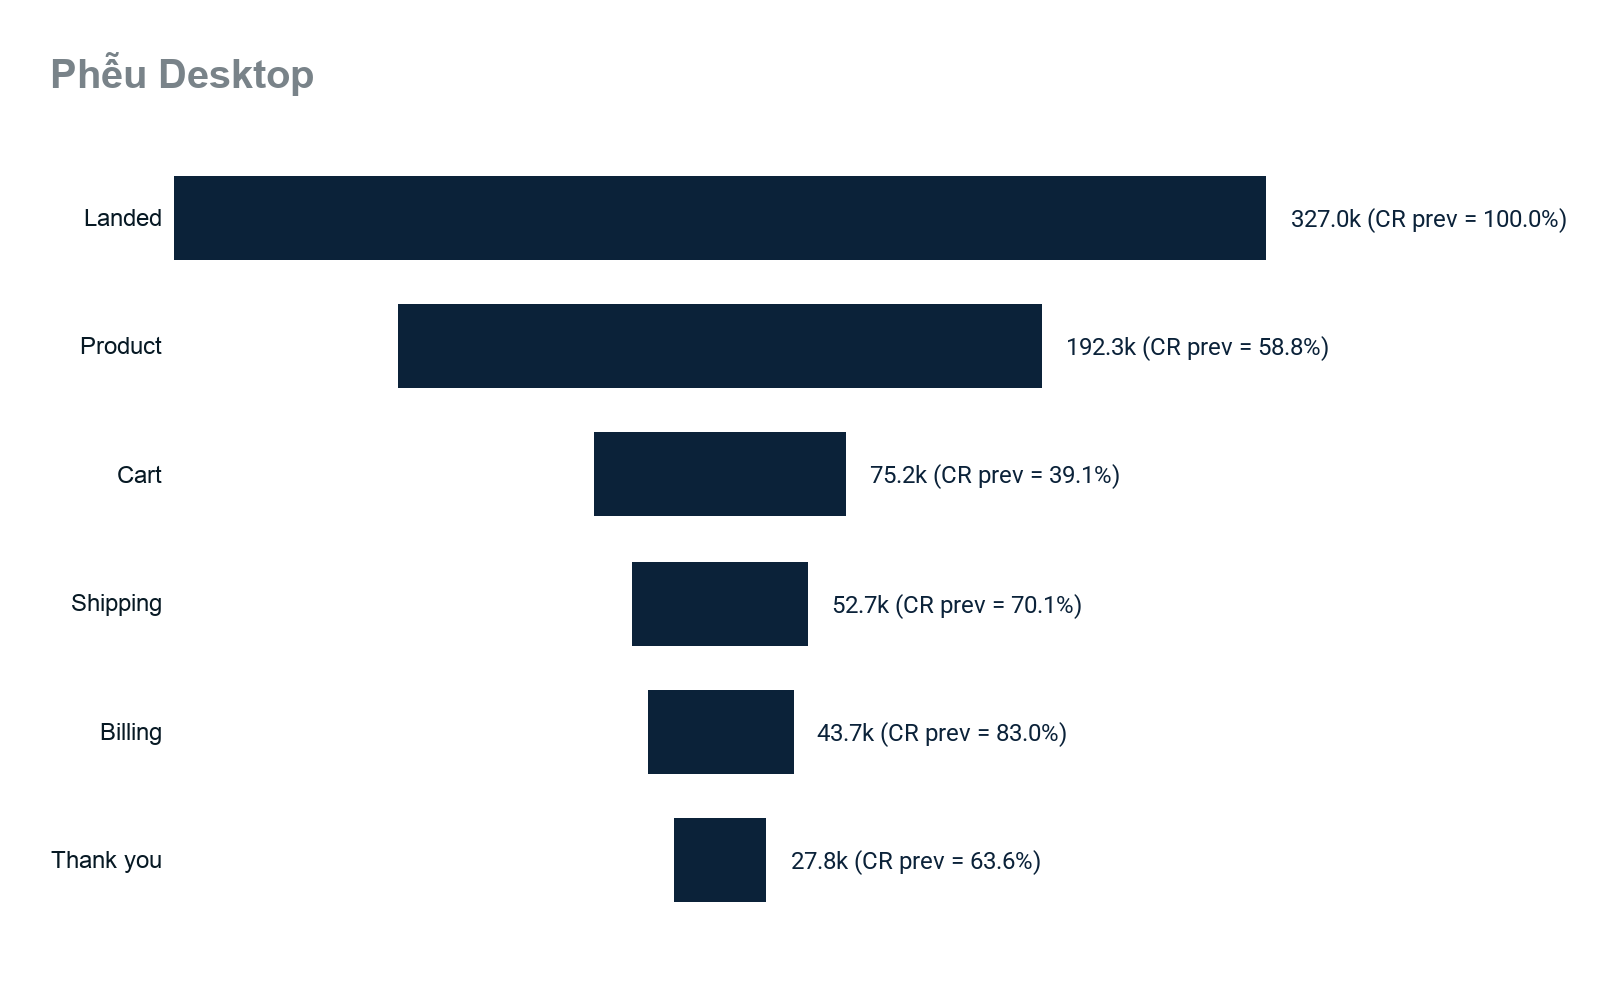 Phễu Desktop
Landed 327.0k (CR prev = 100.0%)
Product 192.3k (CR prev = 58.8%)
Cart 75.2k (CR prev = 39.1%)
Shipping 52.7k (CR prev = 70.1%)
Billing 43.7k (CR prev = 83.0%)
Thank you 27.8k (CR prev = 63.6%)